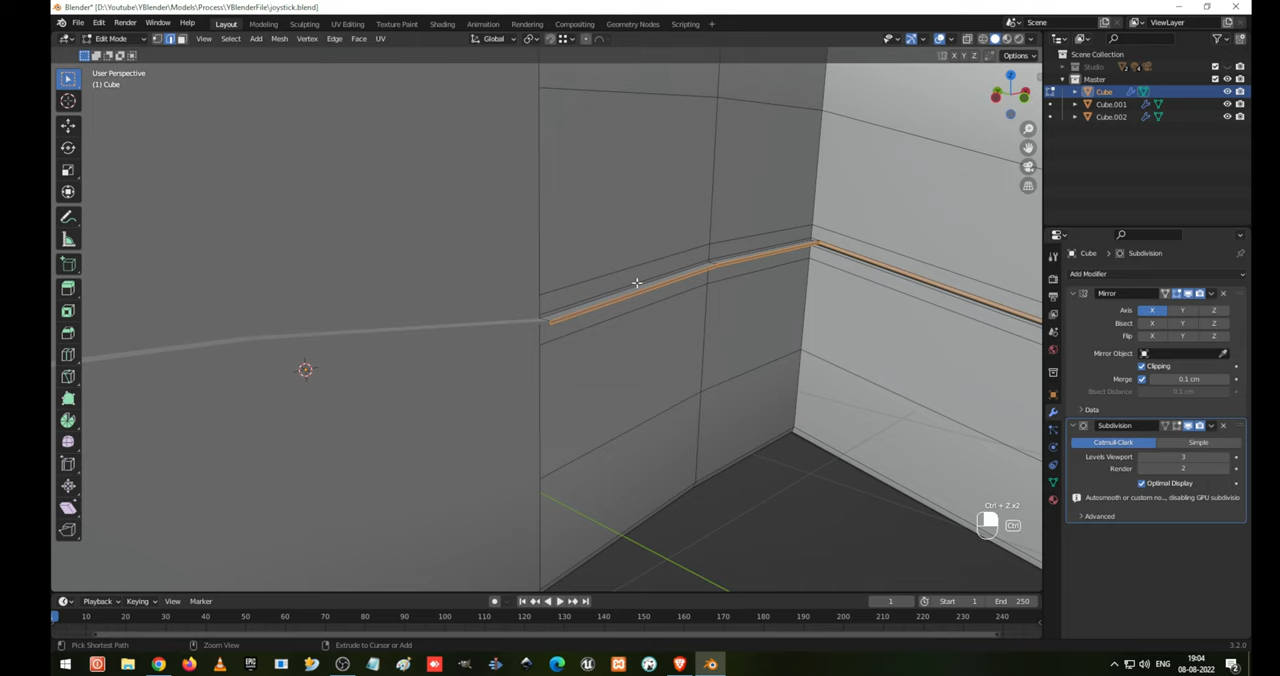 Blender* [D:\Youtube\YBlender\Models\Process\YBlenderFile\joystick.blend]
File Edit Render Window Help Layout Modeling Sculpting UV Editing Texture Paint Shading Animation Rendering Compositing Geometry Nodes Scripting + Scene ViewLayer
Edit Mode View Select Add Mesh Vertex Edge Face UV Global
X Y Z Options
User Perspective
(1) Cube
Scene Collection
Studio
Master
Cube
Cube.001
Cube.002
Cube Subdivision
Add Modifier
Mirror
Axis X Y Z
Bisect X Y Z
Flip X Y Z
Mirror Object
Clipping
Merge 0.1 cm
Bisect Distance 0.1 cm
Data
Subdivision
Catmull-Clark Simple
Levels Viewport 3
Render 2
Optimal Display
Autosmooth or custom no..., disabling GPU subdivisio
Advanced
Ctrl + Z x2
Ctrl
Playback Keying View Marker 1 Start 1 End 250
10 20 30 40 50 60 70 80 90 100 110 120 130 140 150 160 170 180 190 200 210 220 230 240 250
Pick Shortest Path Zoom View Extrude to Cursor or Add 3.2.0
ENG 19:04
08-08-2022
2